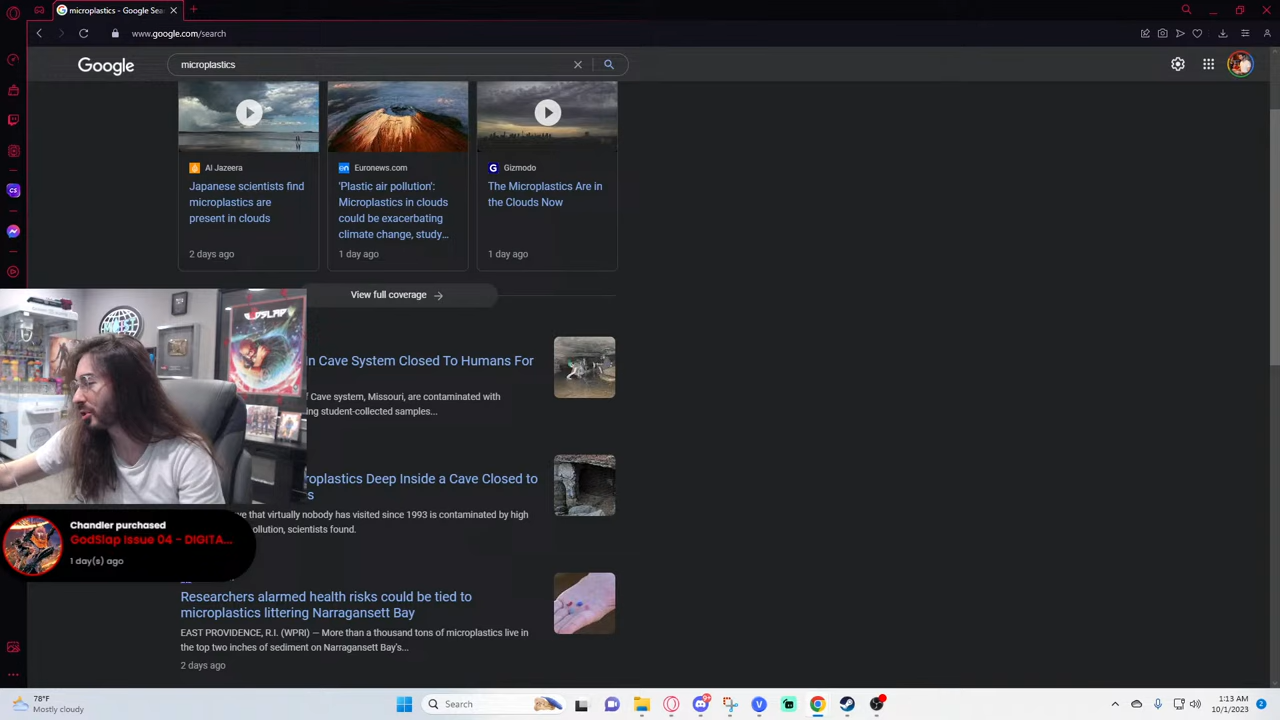 microplastics - Google Sea
www.google.com/search
Google
microplastics
Al Jazeera
Japanese scientists find
microplastics are
present in clouds
2 days ago
Euronews.com
'Plastic air pollution':
Microplastics in clouds
could be exacerbating
climate change, study...
1 day ago
Gizmodo
The Microplastics Are in
the Clouds Now
1 day ago
View full coverage
in Cave System Closed To Humans For
Cave system, Missouri, are contaminated with
ing student-collected samples...
roplastics Deep Inside a Cave Closed to
s
ve that virtually nobody has visited since 1993 is contaminated by high
ollution, scientists found.
GODSLAP
Chandler purchased
GodSlap Issue 04 - DIGITA...
1 day(s) ago
Researchers alarmed health risks could be tied to
microplastics littering Narragansett Bay
EAST PROVIDENCE, R.I. (WPRI) — More than a thousand tons of microplastics live in
the top two inches of sediment on Narragansett Bay's...
2 days ago
78°F
Mostly cloudy
Search
1:13 AM
10/1/2023